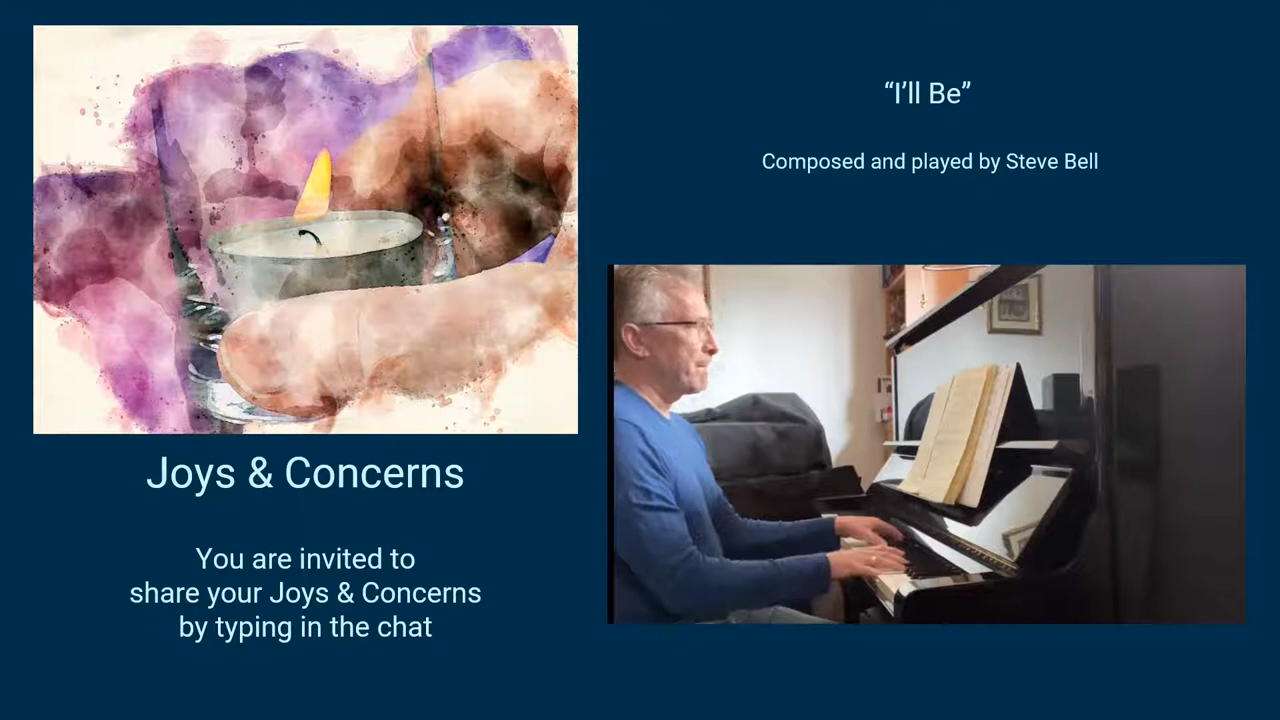 “I’ll Be”
Composed and played by Steve Bell
Joys & Concerns
You are invited to
share your Joys & Concerns
by typing in the chat